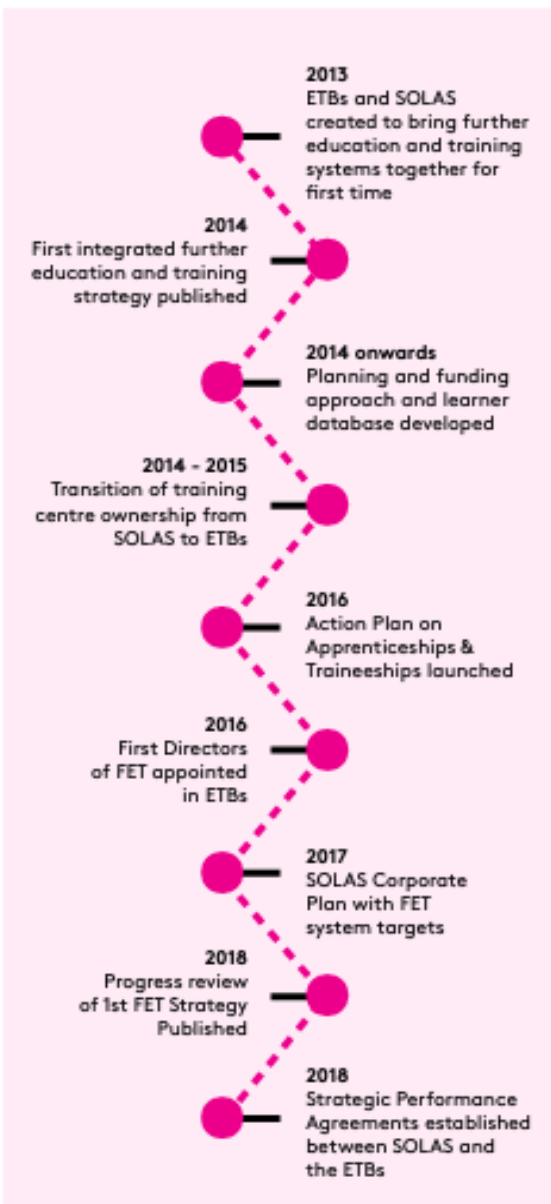 2013
ETBs and SOLAS
created to bring further
education and training
systems together for
first time
2014
First integrated further
education and training
strategy published
2014 onwards
Planning and funding
approach and learner
database developed
2014 - 2015
Transition of training
centre ownership from
SOLAS to ETBs
2016
Action Plan on
Apprenticeships &
Traineeships launched
2016
First Directors
of FET appointed
in ETBs
2017
SOLAS Corporate
Plan with FET
system targets
2018
Progress review
of 1st FET Strategy
Published
2018
Strategic Performance
Agreements established
between SOLAS and
the ETBs